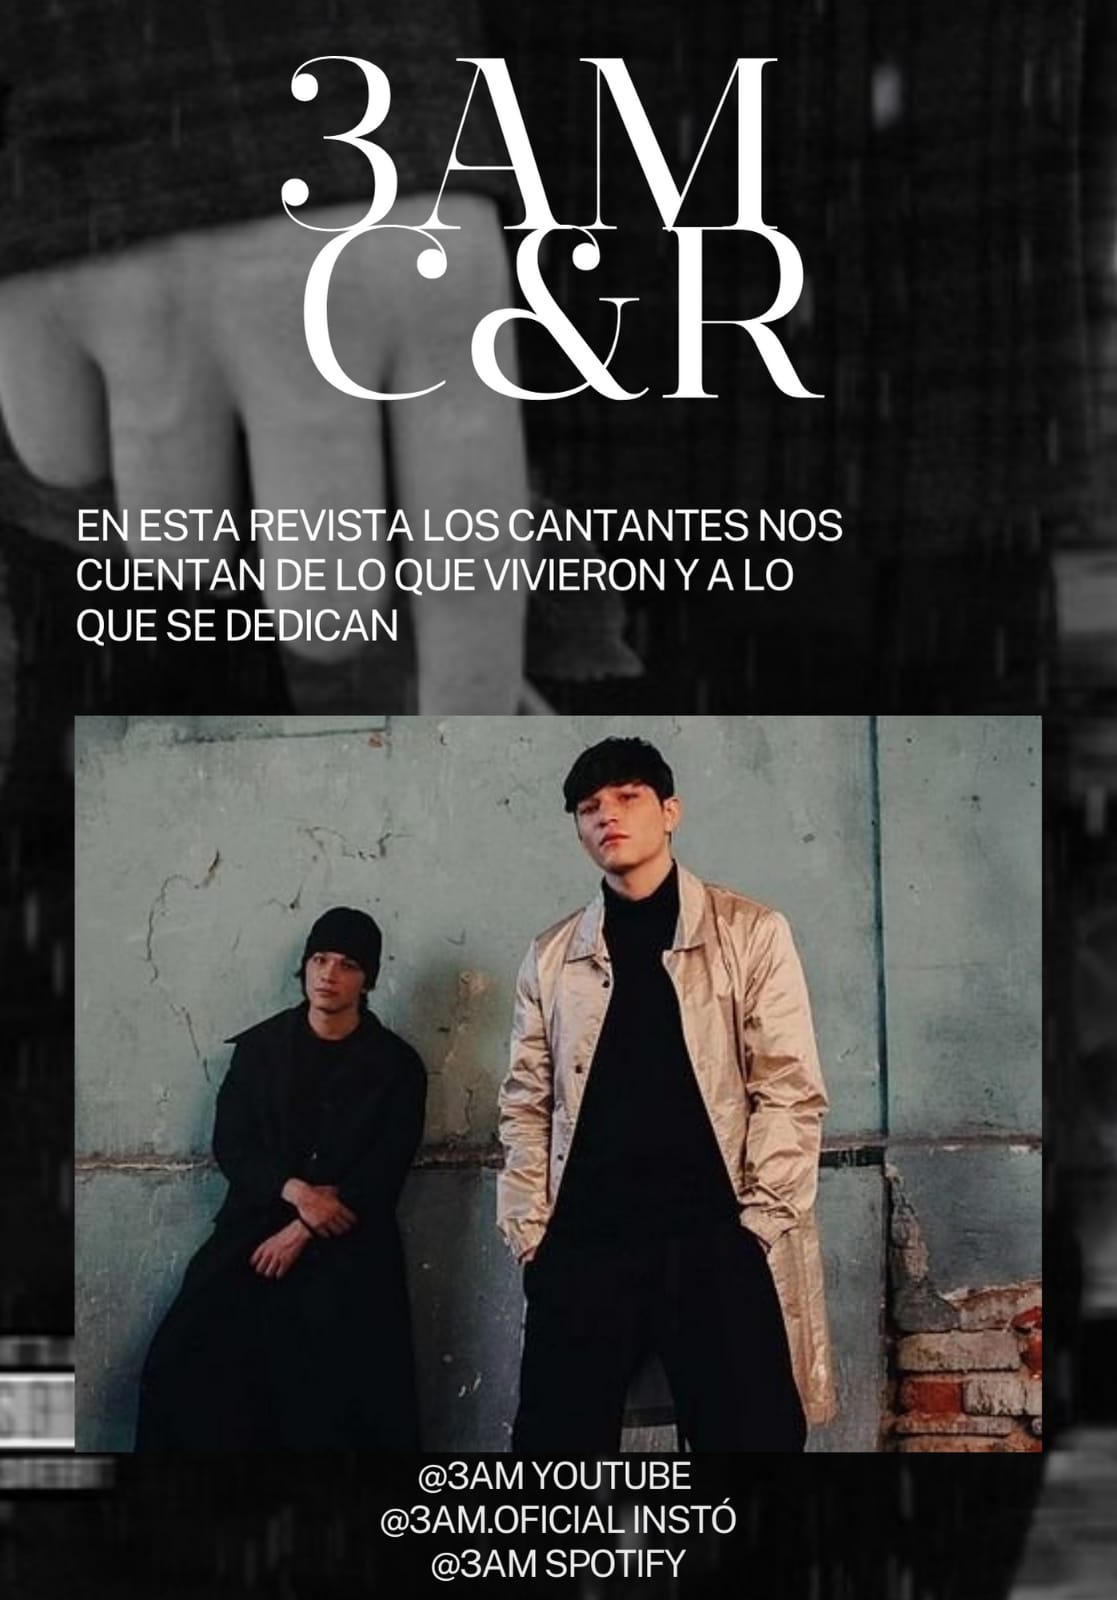 3AM
C&R
EN ESTA REVISTA LOS CANTANTES NOS
CUENTAN DE LO QUE VIVIERON Y A LO
QUE SE DEDICAN
@3AM YOUTUBE
@3AM.OFICIAL INSTÓ
@3AM SPOTIFY